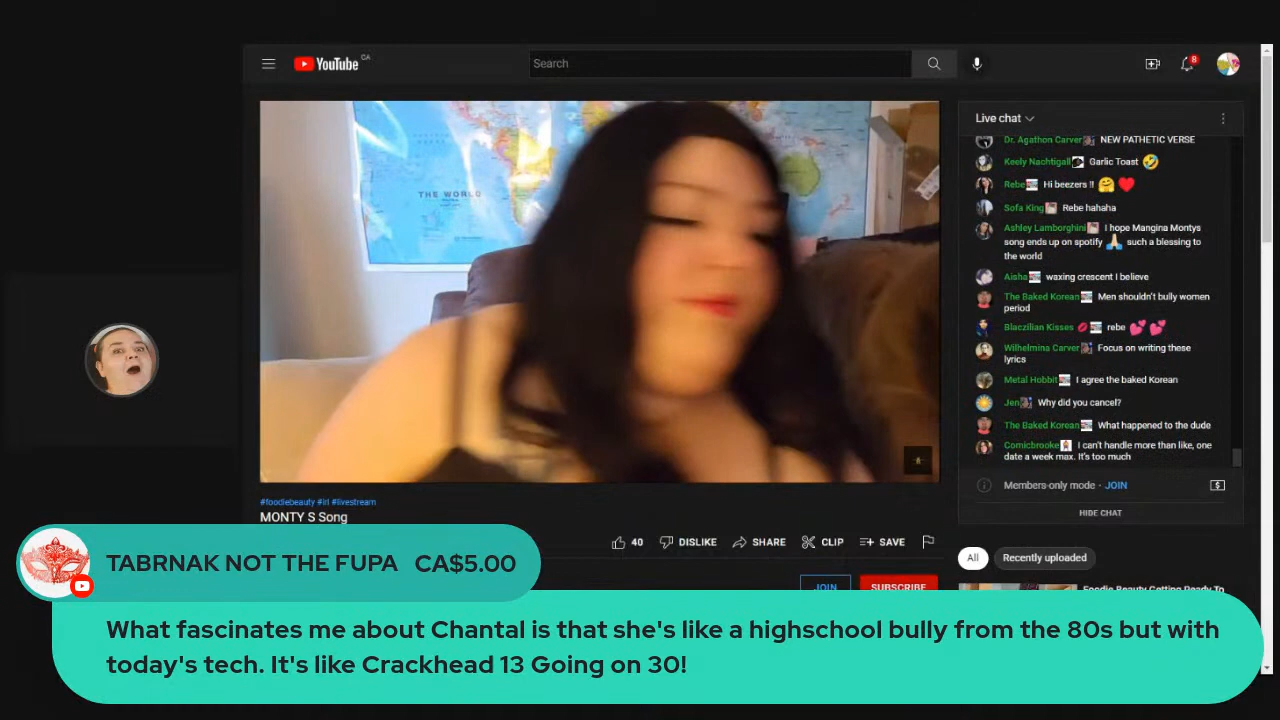 YouTube CA
Search
8
THE WORLD
Live chat
Dr. Agathon Carver NEW PATHETIC VERSE
Keely Nachtigall Garlic Toast
Rebe Hi beezers !!
Sofa King Rebe hahaha
Ashley Lamborghini I hope Mangina Montys
song ends up on spotify such a blessing to
the world
Aisha waxing crescent I believe
The Baked Korean Men shouldn't bully women
period
Blaczilian Kisses rebe
Wilhelmina Carver Focus on writing these
lyrics
Metal Hobbit I agree the baked Korean
Jen Why did you cancel?
The Baked Korean What happened to the dude
Comicbrooke I can't handle more than like, one
date a week max. It's too much
Members-only mode - JOIN
HIDE CHAT
#foodiebeauty #irl #livestream
MONTY S Song
40 DISLIKE SHARE CLIP SAVE
All Recently uploaded
JOIN SUBSCRIBE
Foodie Beauty Getting Ready To
TABRNAK NOT THE FUPA CA$5.00
What fascinates me about Chantal is that she's like a highschool bully from the 80s but with
today's tech. It's like Crackhead 13 Going on 30!